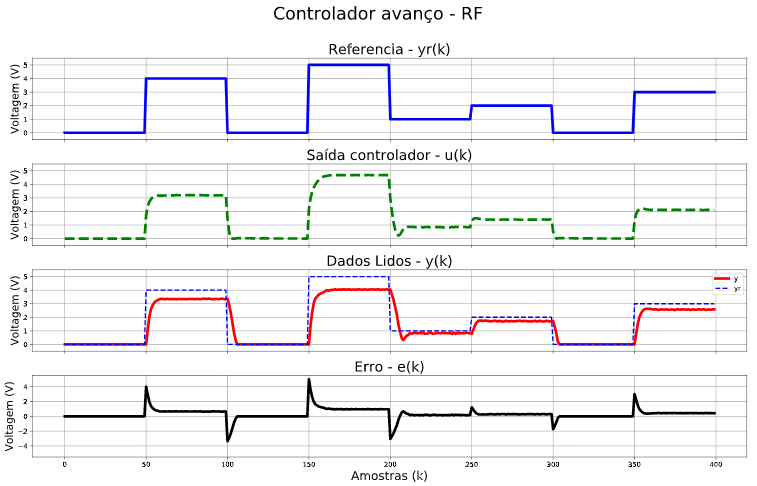 Controlador avanço - RF
Referencia - yr(k)
Voltagem (V)
5
4
3
2
1
0
Saída controlador - u(k)
Voltagem (V)
5
4
3
2
1
0
Dados Lidos - y(k)
Voltagem (V)
5
4
3
2
1
0
y
yr
Erro - e(k)
Voltagem (V)
4
2
0
−2
−4
0 50 100 150 200 250 300 350 400
Amostras (k)